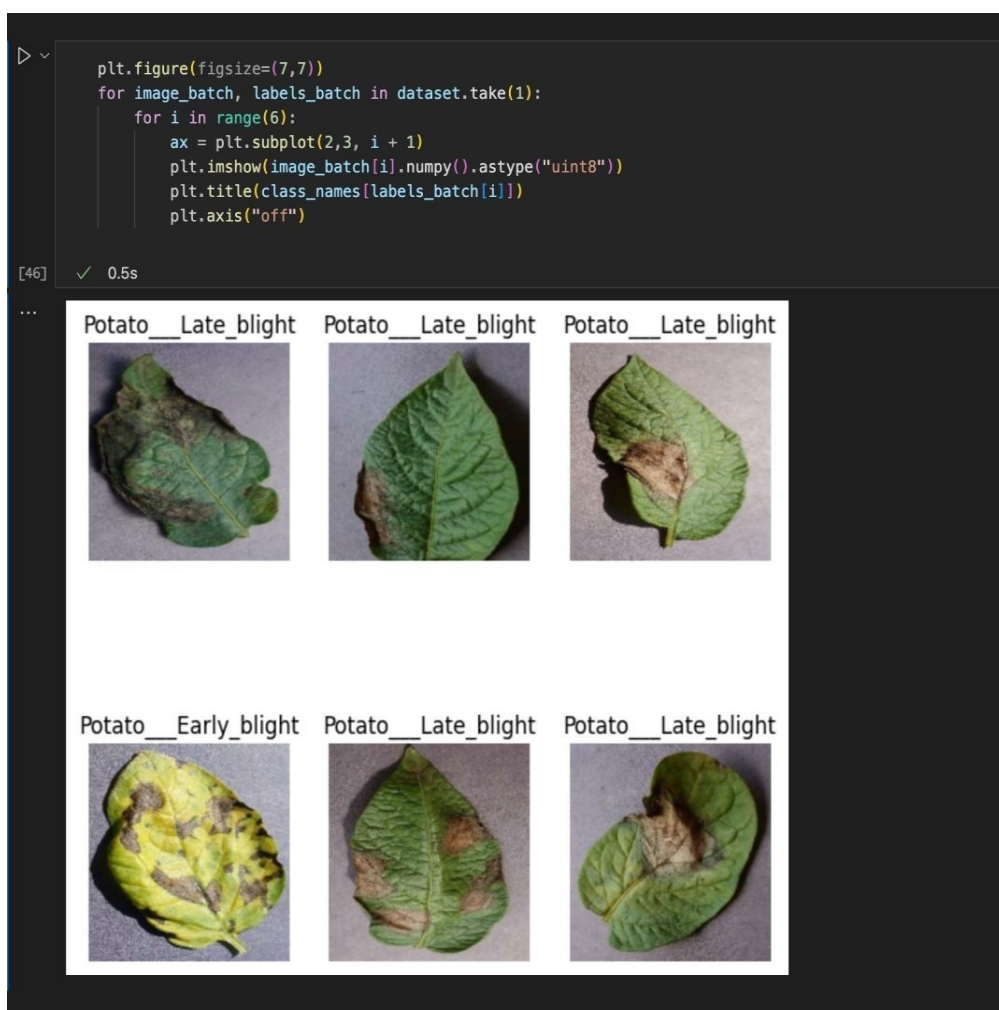 plt.figure(figsize=(7,7))
for image_batch, labels_batch in dataset.take(1):
    for i in range(6):
        ax = plt.subplot(2,3, i + 1)
        plt.imshow(image_batch[i].numpy().astype("uint8"))
        plt.title(class_names[labels_batch[i]])
        plt.axis("off")
[46] ✓ 0.5s
...
Potato___Late_blight Potato___Late_blight Potato___Late_blight
Potato___Early_blight Potato___Late_blight Potato___Late_blight